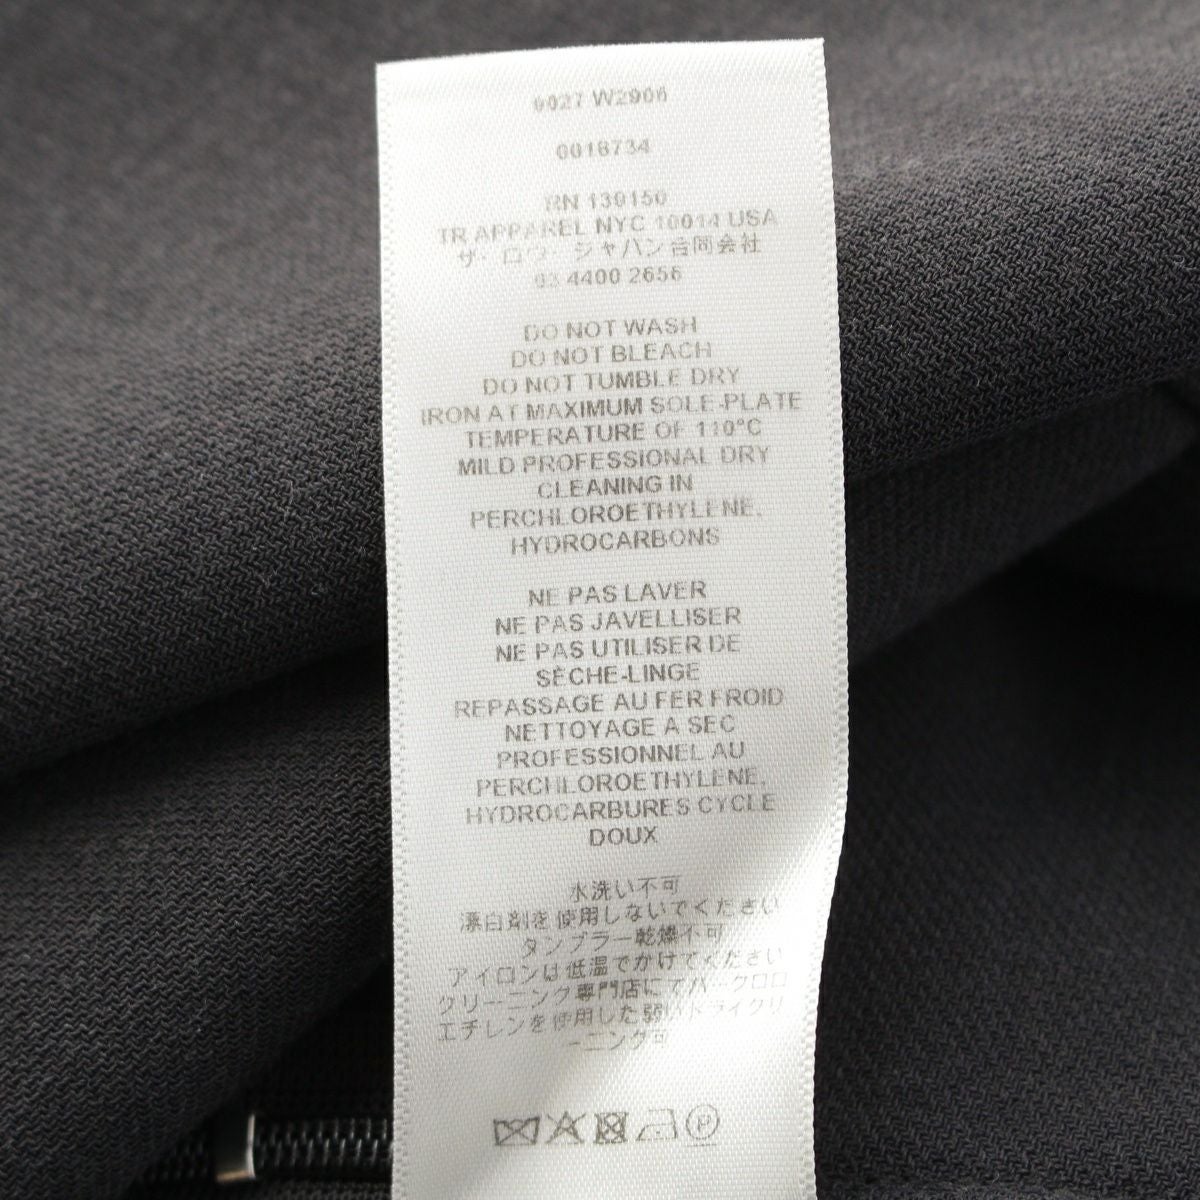 6027 W2906
0018734
RN 139150
TR APPAREL NYC 10014 USA
ザ・ロウ・ジャパン合同会社
03 4400 2656
DO NOT WASH
DO NOT BLEACH
DO NOT TUMBLE DRY
IRON AT MAXIMUM SOLE-PLATE
TEMPERATURE OF 110°C
MILD PROFESSIONAL DRY
CLEANING IN
PERCHLOROETHYLENE,
HYDROCARBONS
NE PAS LAVER
NE PAS JAVELLISER
NE PAS UTILISER DE
SÈCHE-LINGE
REPASSAGE AU FER FROID
NETTOYAGE A SEC
PROFESSIONNEL AU
PERCHLOROETHYLENE,
HYDROCARBURES CYCLE
DOUX
水洗い不可
漂白剤を使用しないでください
タンブラー乾燥不可
アイロンは低温でかけてください
クリーニング専門店にてパークロロ
エチレンを使用した弱いドライクリ
ーニング可
P